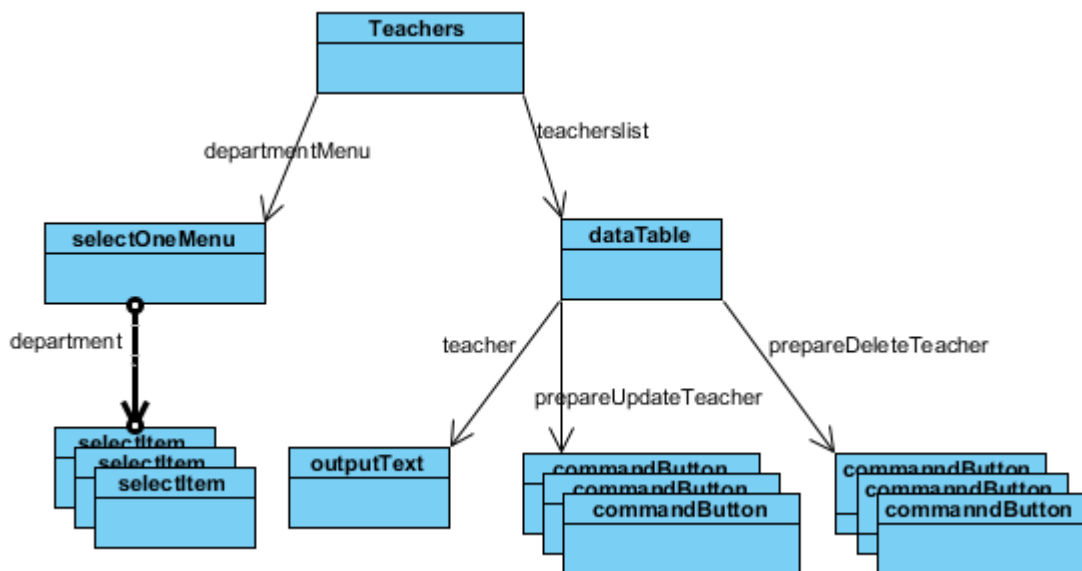 Teachers
departmentMenu
teacherslist
selectOneMenu
dataTable
department
teacher
prepareDeleteTeacher
prepareUpdateTeacher
selectItem
selectItem
selectItem
outputText
commandButton
commandButton
commandButton
commanndButton
commanndButton
commanndButton